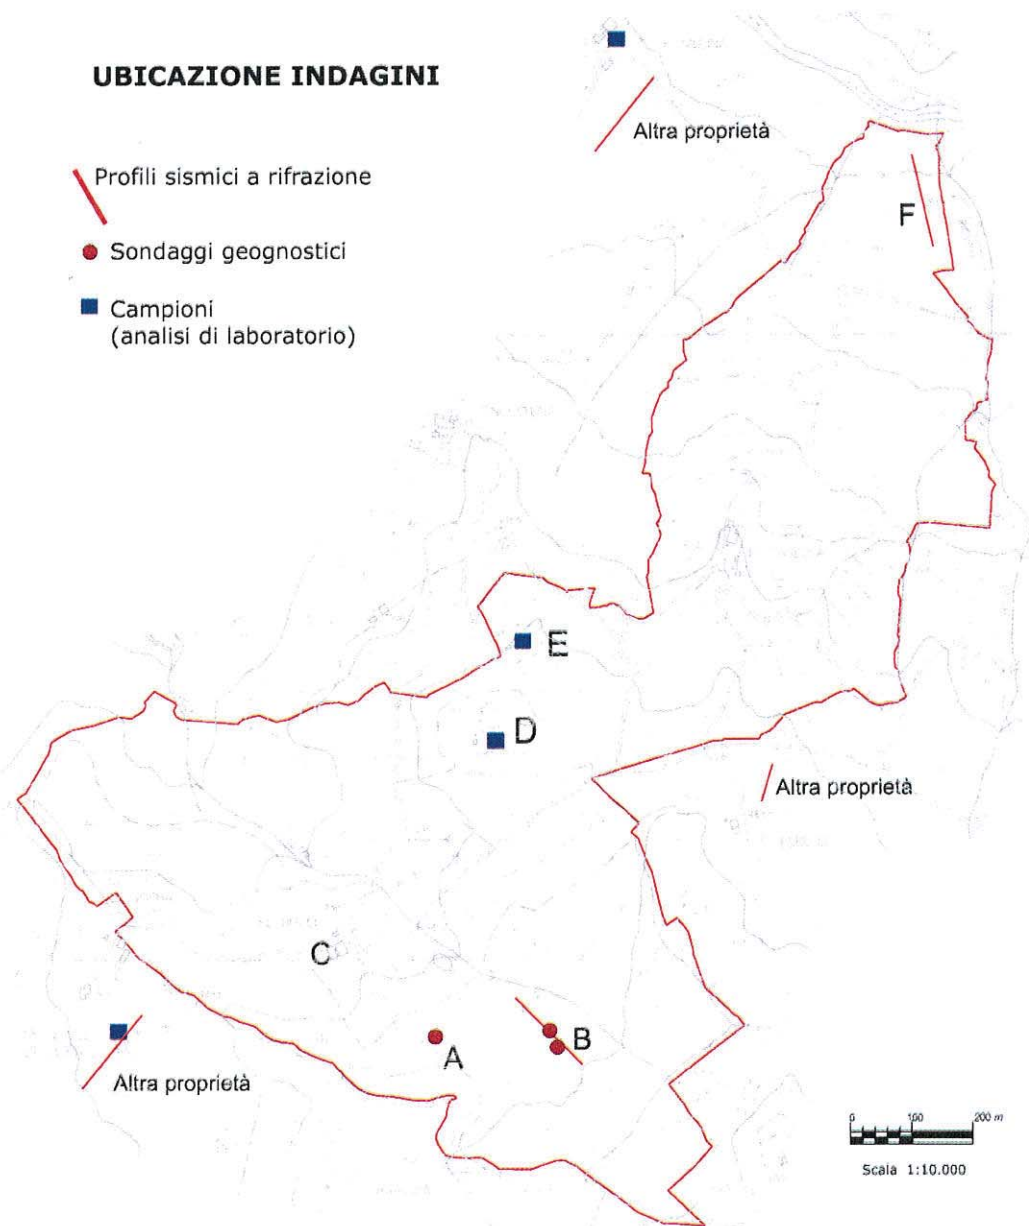 UBICAZIONE INDAGINI
Altra proprietà
Profili sismici a rifrazione
F
Sondaggi geognostici
Campioni
(analisi di laboratorio)
E
D
Altra proprietà
C
B
A
Altra proprietà
0 100 200 m
Scala 1:10.000